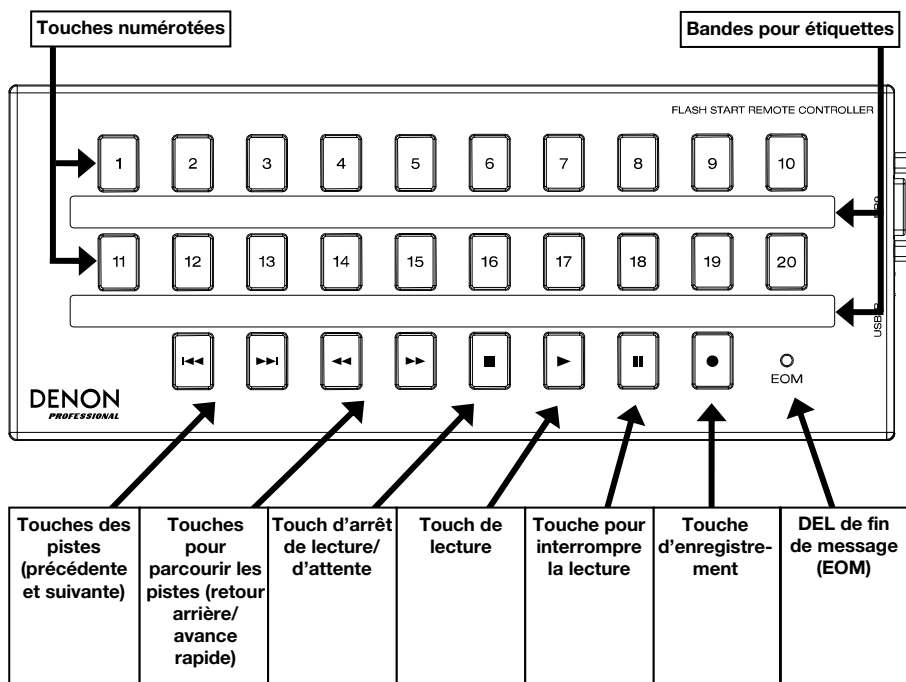 Touches numérotées
Bandes pour étiquettes
FLASH START REMOTE CONTROLLER
1 2 3 4 5 6 7 8 9 10
11 12 13 14 15 16 17 18 19 20
EOM
DENON
PROFESSIONAL
Touches des
pistes
(précédente
et suivante)
Touches
pour
parcourir les
pistes (retour
arrière/
avance
rapide)
Touch d'arrêt
de lecture/
d'attente
Touch de
lecture
Touche pour
interrompre
la lecture
Touche
d'enregistre-
ment
DEL de fin
de message
(EOM)